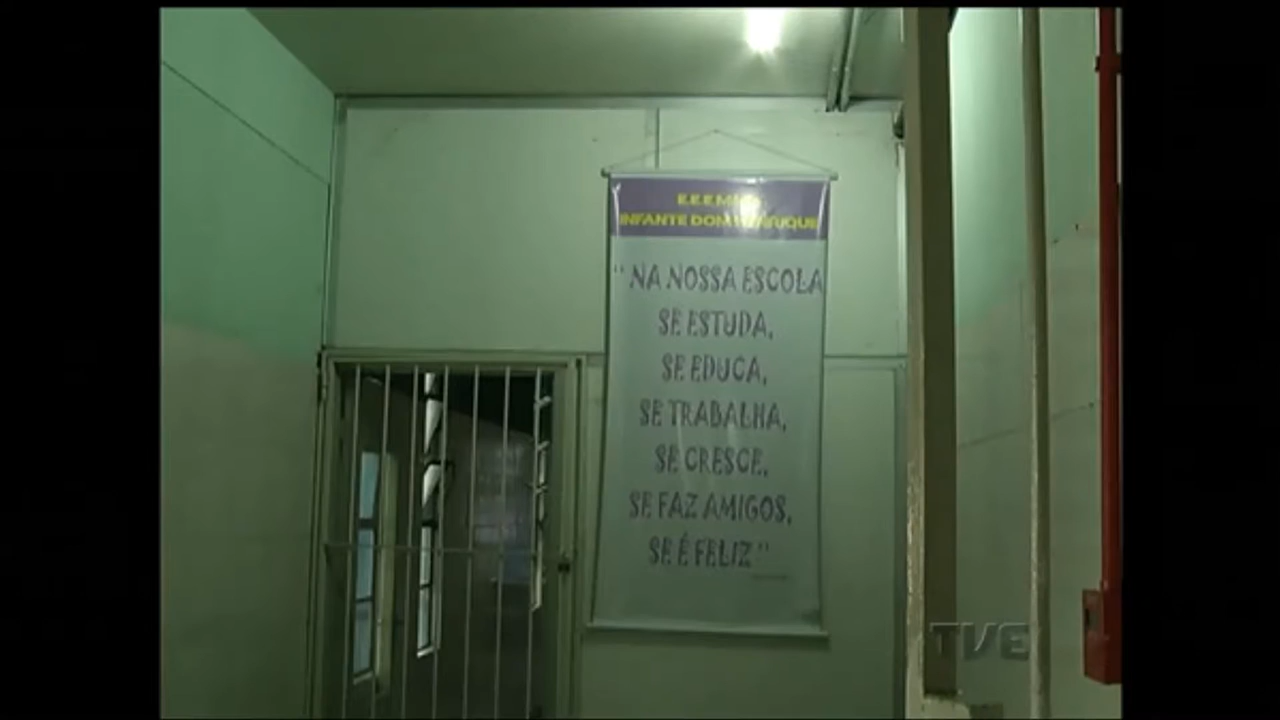 INFANTE DOM
“ NA NOSSA ESCOLA
SE ESTUDA,
SE EDUCA,
SE TRABALHA,
SE CRESCE,
SE FAZ AMIGOS,
SE É FELIZ ”
TVE